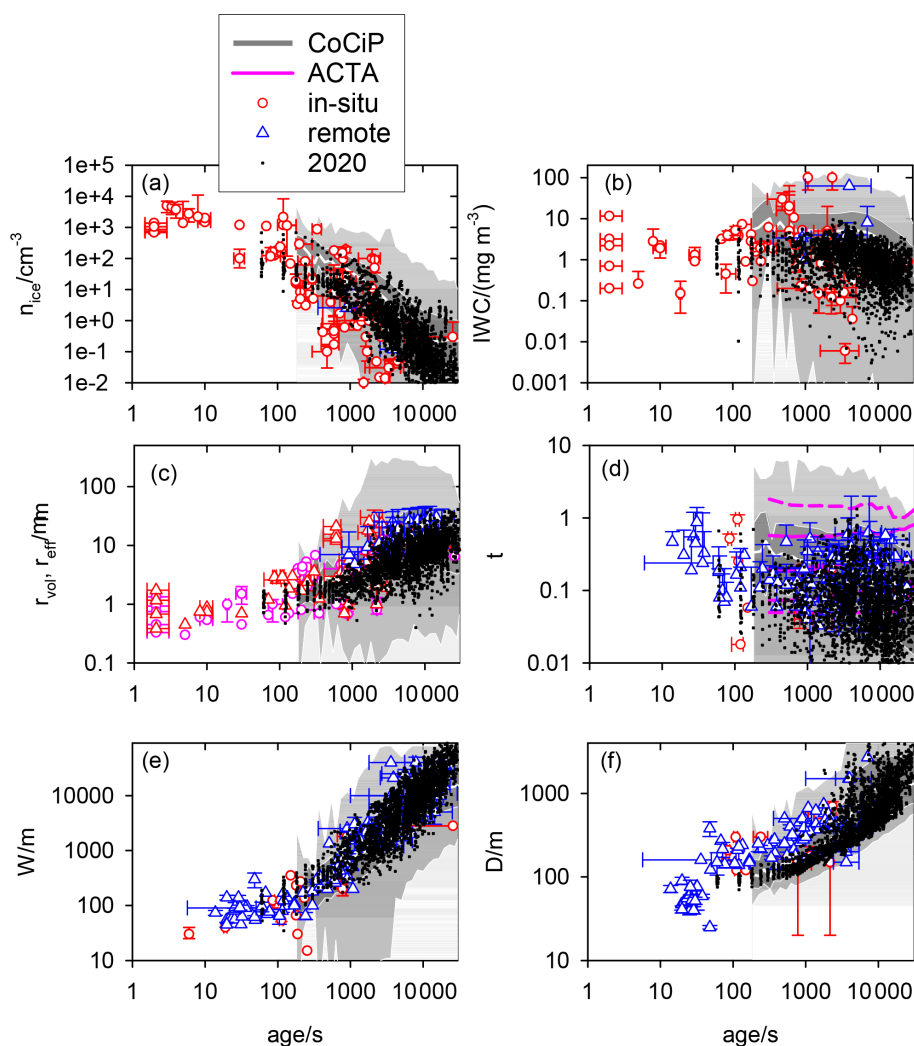 CoCiP
ACTA
in-situ
remote
2020
(a)
n_ice/cm⁻³
1e+5
1e+4
1e+3
1e+2
1e+1
1e+0
1e-1
1e-2
1 10 100 1000 10000
(b)
IWC/(mg m⁻³)
100
10
1
0.1
0.01
0.001
1 10 100 1000 10000
(c)
r_vol, r_eff/mm
100
10
1
0.1
1 10 100 1000 10000
(d)
t
10
1
0.1
0.01
1 10 100 1000 10000
(e)
W/m
10000
1000
100
10
1 10 100 1000 10000
age/s
(f)
D/m
1000
100
10
1 10 100 1000 10000
age/s